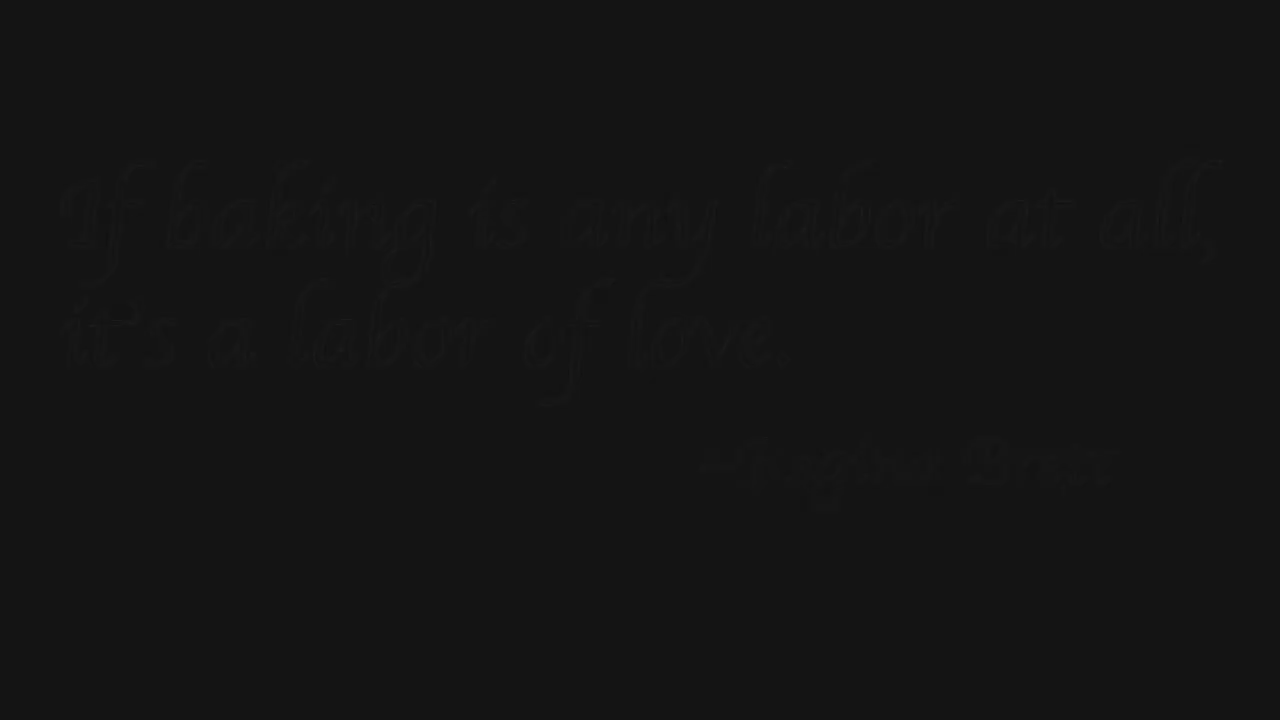 If baking is any labor at all,
it's a labor of love.
–Regina Brett